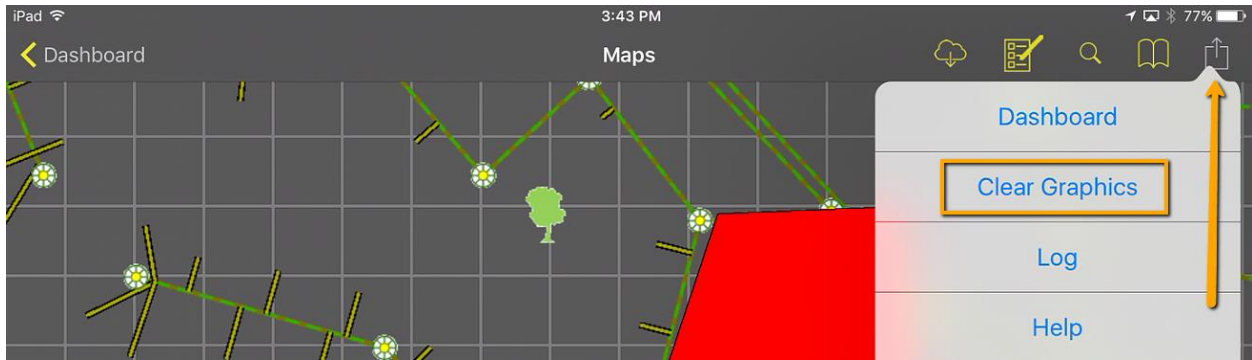 iPad 3:43 PM 77%
Dashboard Maps
Dashboard
Clear Graphics
Log
Help